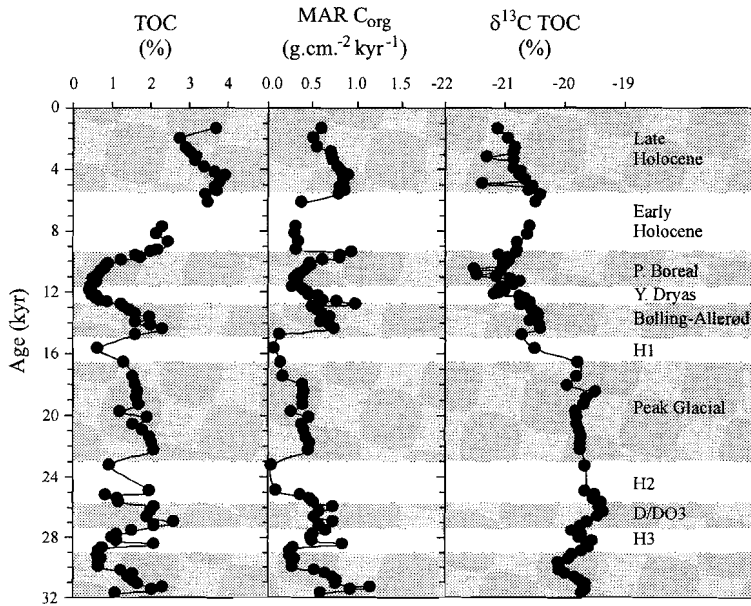 TOC
(%)
MAR C_org
(g.cm.⁻² kyr⁻¹)
δ¹³C TOC
(%)
0 1 2 3 4
0.0 0.5 1.0 1.5
-22 -21 -20 -19
Age (kyr)
0
4
8
12
16
20
24
28
32
Late
Holocene
Early
Holocene
P. Boreal
Y. Dryas
Bølling-Allerød
H1
Peak Glacial
H2
D/DO3
H3